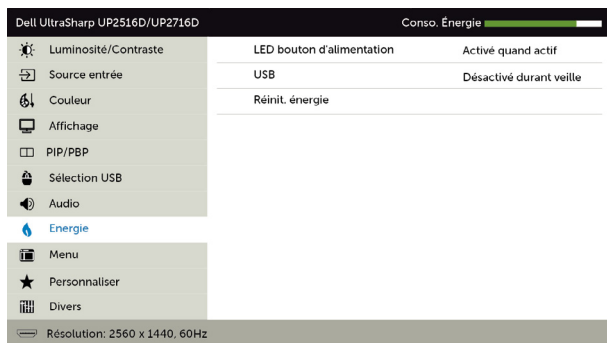 Dell UltraSharp UP2516D/UP2716D Conso. Énergie
Luminosité/Contraste
Source entrée
Couleur
Affichage
PIP/PBP
Sélection USB
Audio
Energie
Menu
Personnaliser
Divers
LED bouton d'alimentation Activé quand actif
USB Désactivé durant veille
Réinit. énergie
Résolution: 2560 x 1440, 60Hz